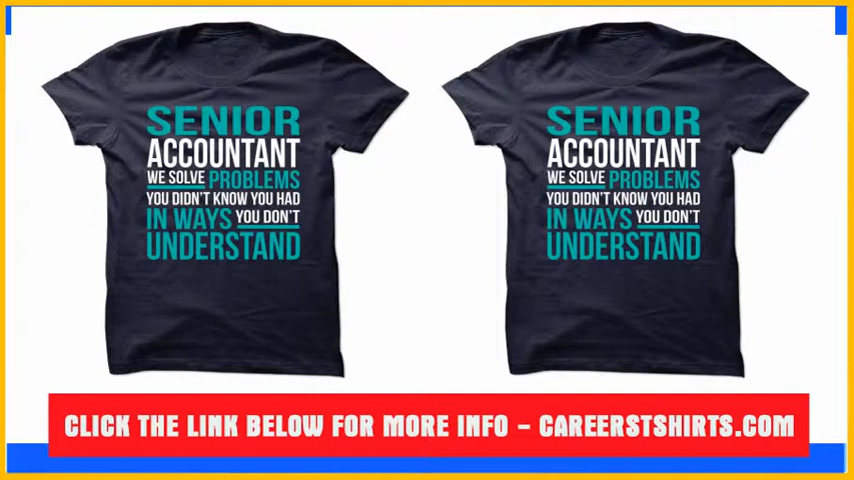 SENIOR
ACCOUNTANT
WE SOLVE PROBLEMS
YOU DIDN'T KNOW YOU HAD
IN WAYS YOU DON'T
UNDERSTAND
SENIOR
ACCOUNTANT
WE SOLVE PROBLEMS
YOU DIDN'T KNOW YOU HAD
IN WAYS YOU DON'T
UNDERSTAND
CLICK THE LINK BELOW FOR MORE INFO - CAREERSTSHIRTS.COM